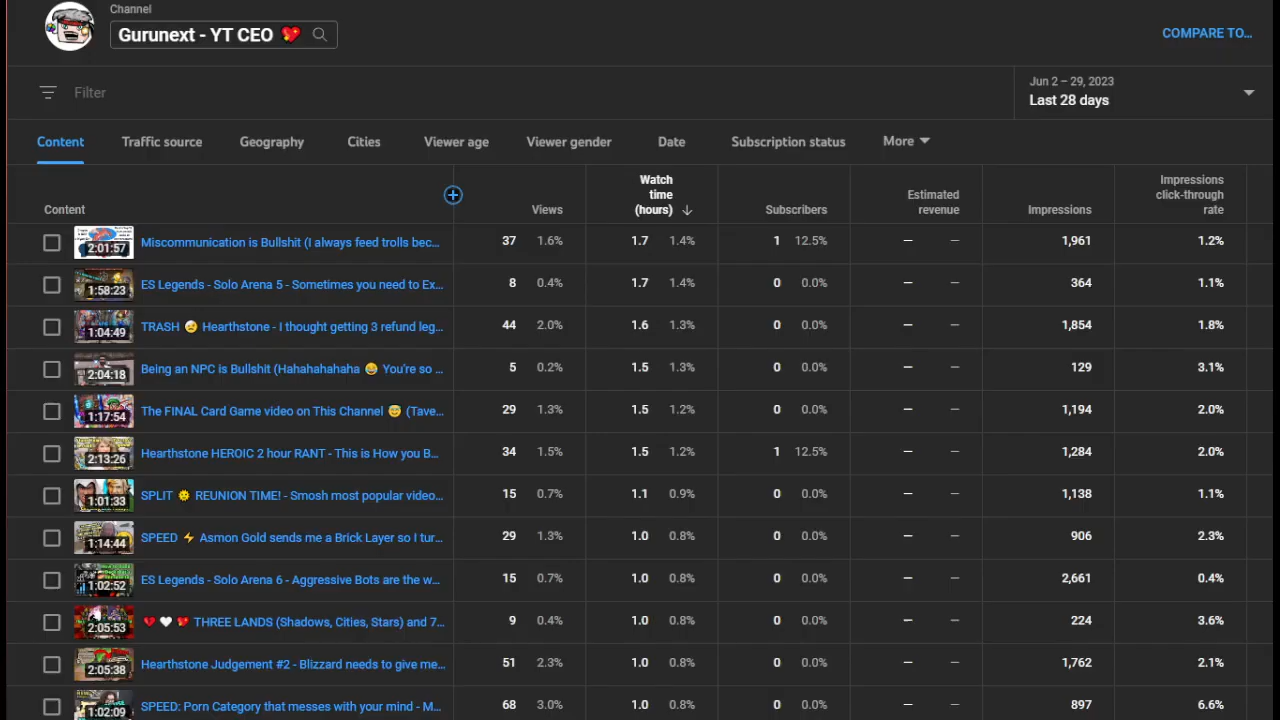 Channel
Gurunext - YT CEO 💖
COMPARE TO...
Filter
Jun 2 – 29, 2023
Last 28 days
Content Traffic source Geography Cities Viewer age Viewer gender Date Subscription status More
Content Views Watch time (hours) Subscribers Estimated revenue Impressions Impressions click-through rate
2:01:57 Miscommunication is Bullshit (I always feed trolls bec... 37 1.6% 1.7 1.4% 1 12.5% — — 1,961 1.2%
1:58:23 ES Legends - Solo Arena 5 - Sometimes you need to Ex... 8 0.4% 1.7 1.4% 0 0.0% — — 364 1.1%
1:04:49 TRASH 🤕 Hearthstone - I thought getting 3 refund leg... 44 2.0% 1.6 1.3% 0 0.0% — — 1,854 1.8%
2:04:18 Being an NPC is Bullshit (Hahahahahaha 😂 You're so ... 5 0.2% 1.5 1.3% 0 0.0% — — 129 3.1%
1:17:54 The FINAL Card Game video on This Channel 😇 (Tave... 29 1.3% 1.5 1.2% 0 0.0% — — 1,194 2.0%
2:13:26 Hearthstone HEROIC 2 hour RANT - This is How you B... 34 1.5% 1.5 1.2% 1 12.5% — — 1,284 2.0%
1:01:33 SPLIT 🌞 REUNION TIME! - Smosh most popular video... 15 0.7% 1.1 0.9% 0 0.0% — — 1,138 1.1%
1:14:44 SPEED ⚡ Asmon Gold sends me a Brick Layer so I tur... 29 1.3% 1.0 0.8% 0 0.0% — — 906 2.3%
1:02:52 ES Legends - Solo Arena 6 - Aggressive Bots are the w... 15 0.7% 1.0 0.8% 0 0.0% — — 2,661 0.4%
2:05:53 💔 🤍 💖 THREE LANDS (Shadows, Cities, Stars) and 7... 9 0.4% 1.0 0.8% 0 0.0% — — 224 3.6%
2:05:38 Hearthstone Judgement #2 - Blizzard needs to give me... 51 2.3% 1.0 0.8% 0 0.0% — — 1,762 2.1%
1:02:09 SPEED: Porn Category that messes with your mind - M... 68 3.0% 1.0 0.8% 0 0.0% — — 897 6.6%